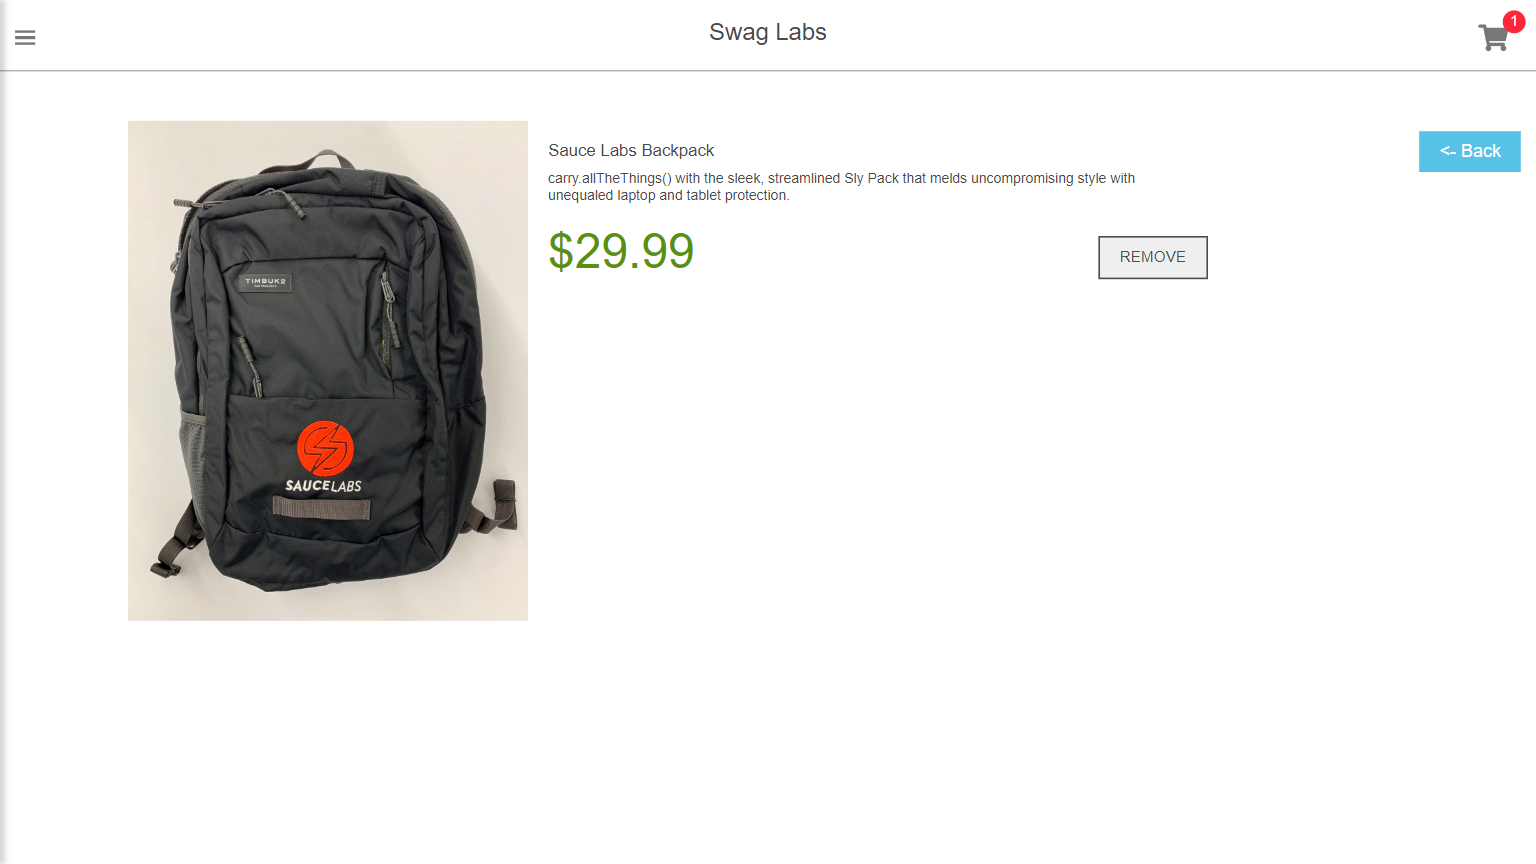 Swag Labs
1
Sauce Labs Backpack
<- Back
carry.allTheThings() with the sleek, streamlined Sly Pack that melds uncompromising style with
unequaled laptop and tablet protection.
$29.99
REMOVE
TIMBUK2
SAUCELABS